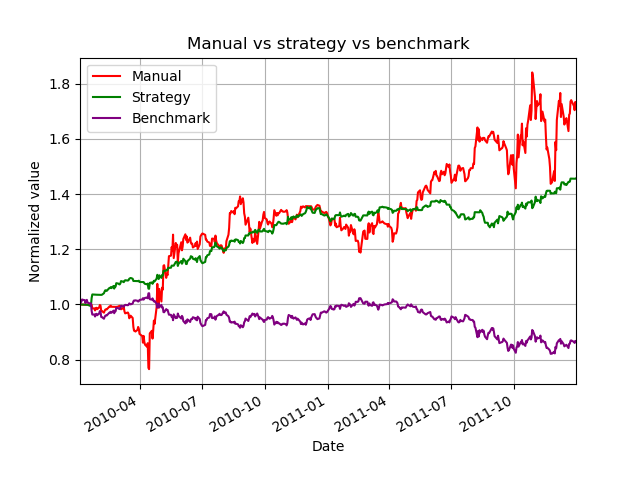 Manual vs strategy vs benchmark
Manual
Strategy
Benchmark
1.8
1.6
1.4
1.2
1.0
0.8
Normalized value
2010-04
2010-07
2010-10
2011-01
2011-04
2011-07
2011-10
Date